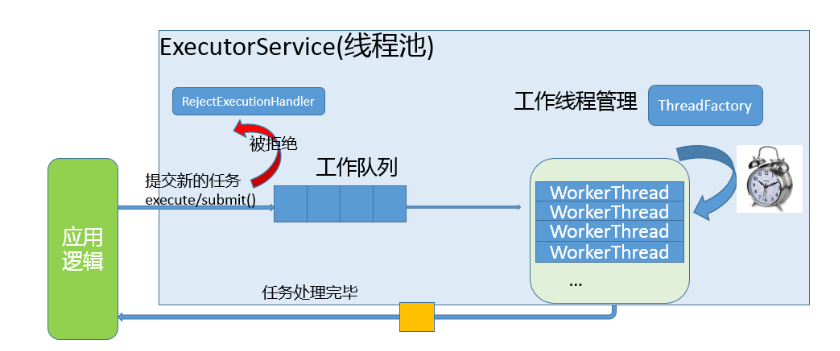 ExecutorService(线程池)
RejectExecutionHandler
工作线程管理
ThreadFactory
被拒绝
工作队列
提交新的任务
execute/submit()
应用
逻辑
WorkerThread
WorkerThread
WorkerThread
WorkerThread
...
任务处理完毕